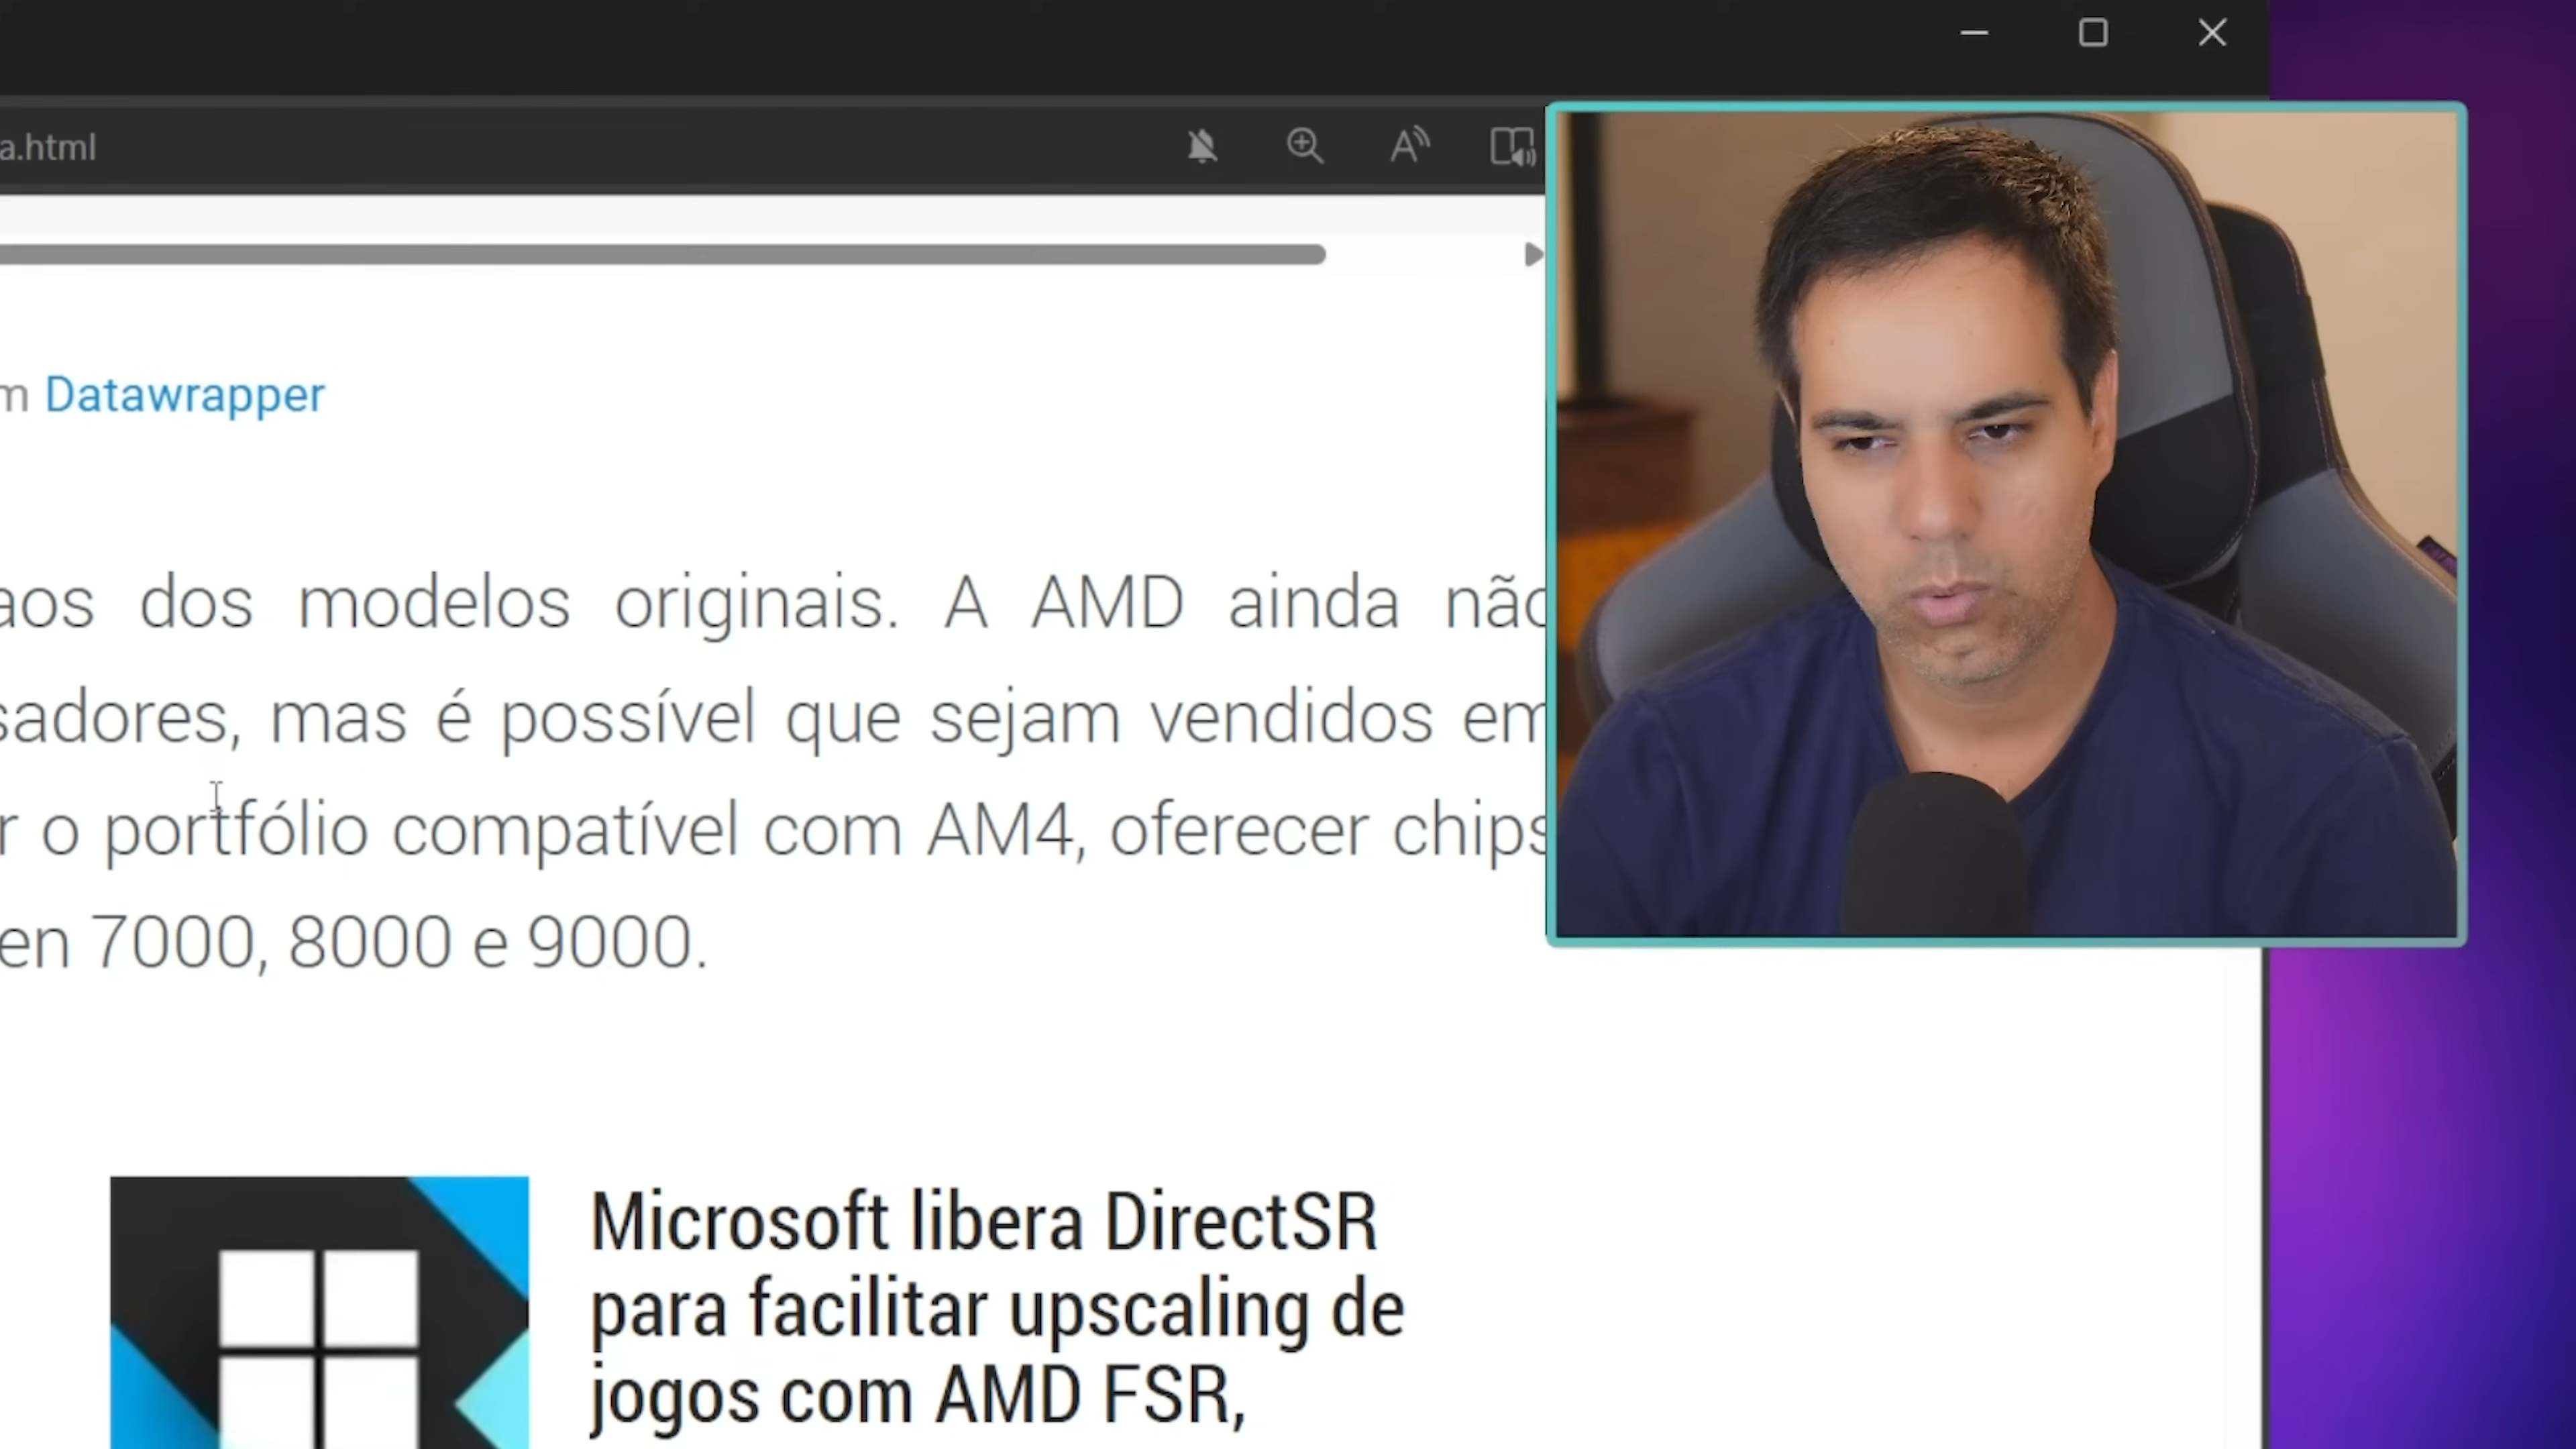 a.html
m Datawrapper
aos dos modelos originais. A AMD ainda não
sadores, mas é possível que sejam vendidos em
r o portfólio compatível com AM4, oferecer chips
en 7000, 8000 e 9000.
Microsoft libera DirectSR
para facilitar upscaling de
jogos com AMD FSR,